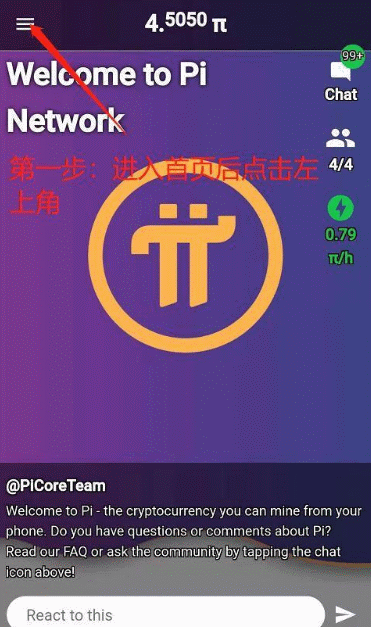 4.5050 π
99+
Welcome to Pi
Network
Chat
4/4
第一步：进入首页后点击左
上角
0.79
π/h
@PiCoreTeam
Welcome to Pi - the cryptocurrency you can mine from your
phone. Do you have questions or comments about Pi?
Read our FAQ or ask the community by tapping the chat
icon above!
React to this